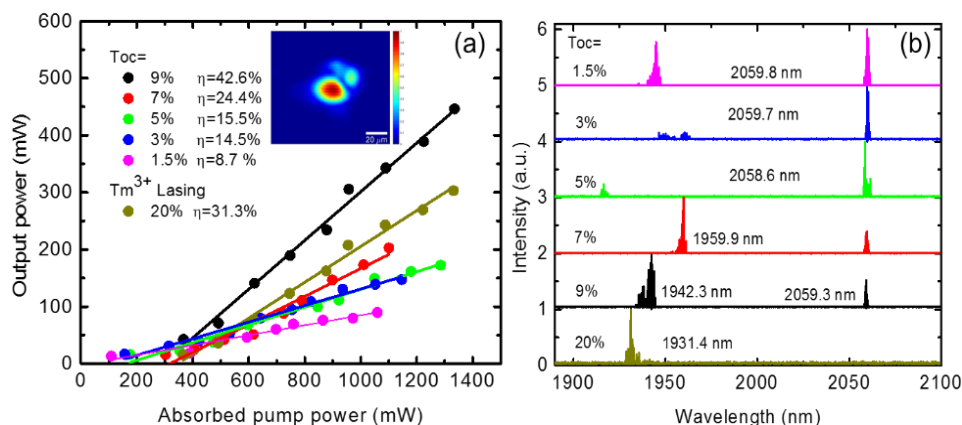 (a)
Toc=
9% η=42.6%
7% η=24.4%
5% η=15.5%
3% η=14.5%
1.5% η=8.7 %
Tm3+ Lasing
20% η=31.3%
20 μm
Output power (mW)
600
500
400
300
200
100
0
0 200 400 600 800 1000 1200 1400
Absorbed pump power (mW)
(b)
Toc=
1.5% 2059.8 nm
3% 2059.7 nm
5% 2058.6 nm
7% 1959.9 nm
9% 1942.3 nm 2059.3 nm
20% 1931.4 nm
Intensity (a.u.)
6
5
4
3
2
1
0
1900 1950 2000 2050 2100
Wavelength (nm)